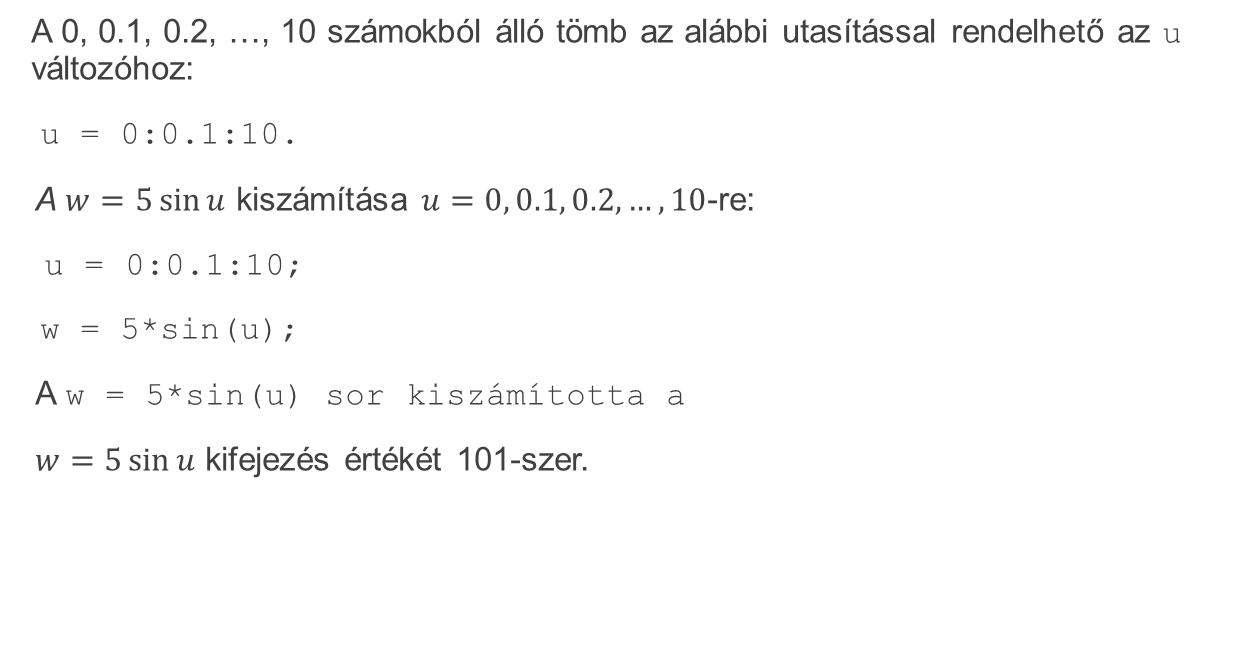 A 0, 0.1, 0.2, …, 10 számokból álló tömb az alábbi utasítással rendelhető az u
változóhoz:
u = 0:0.1:10.
A w = 5 sin u kiszámítása u = 0, 0.1, 0.2, … , 10-re:
u = 0:0.1:10;
w = 5*sin(u);
A w = 5*sin(u) sor kiszámította a
w = 5 sin u kifejezés értékét 101-szer.